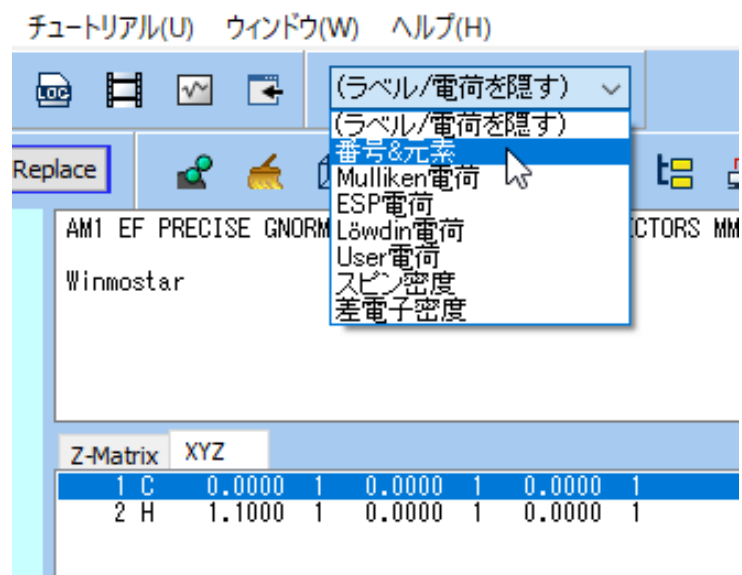 チュートリアル(U) ウィンドウ(W) ヘルプ(H)
LOG
(ラベル/電荷を隠す)
(ラベル/電荷を隠す)
Replace
番号&元素
Mulliken電荷
ESP電荷
AM1 EF PRECISE GNORM
Löwdin電荷
CTORS MM
User電荷
Winmostar
スピン密度
差電子密度
Z-Matrix XYZ
1 C 0.0000 1 0.0000 1 0.0000 1
2 H 1.1000 1 0.0000 1 0.0000 1